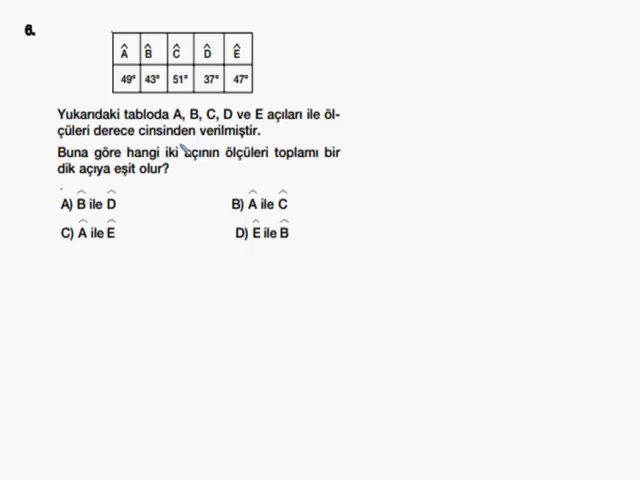 6.
Â B̂ Ĉ D̂ Ê
49° 43° 51° 37° 47°
Yukarıdaki tabloda A, B, C, D ve E açıları ile öl-
çüleri derece cinsinden verilmiştir.
Buna göre hangi iki açının ölçüleri toplamı bir
dik açıya eşit olur?
A) B̂ ile D̂ B) Â ile Ĉ
C) Â ile Ê D) Ê ile B̂